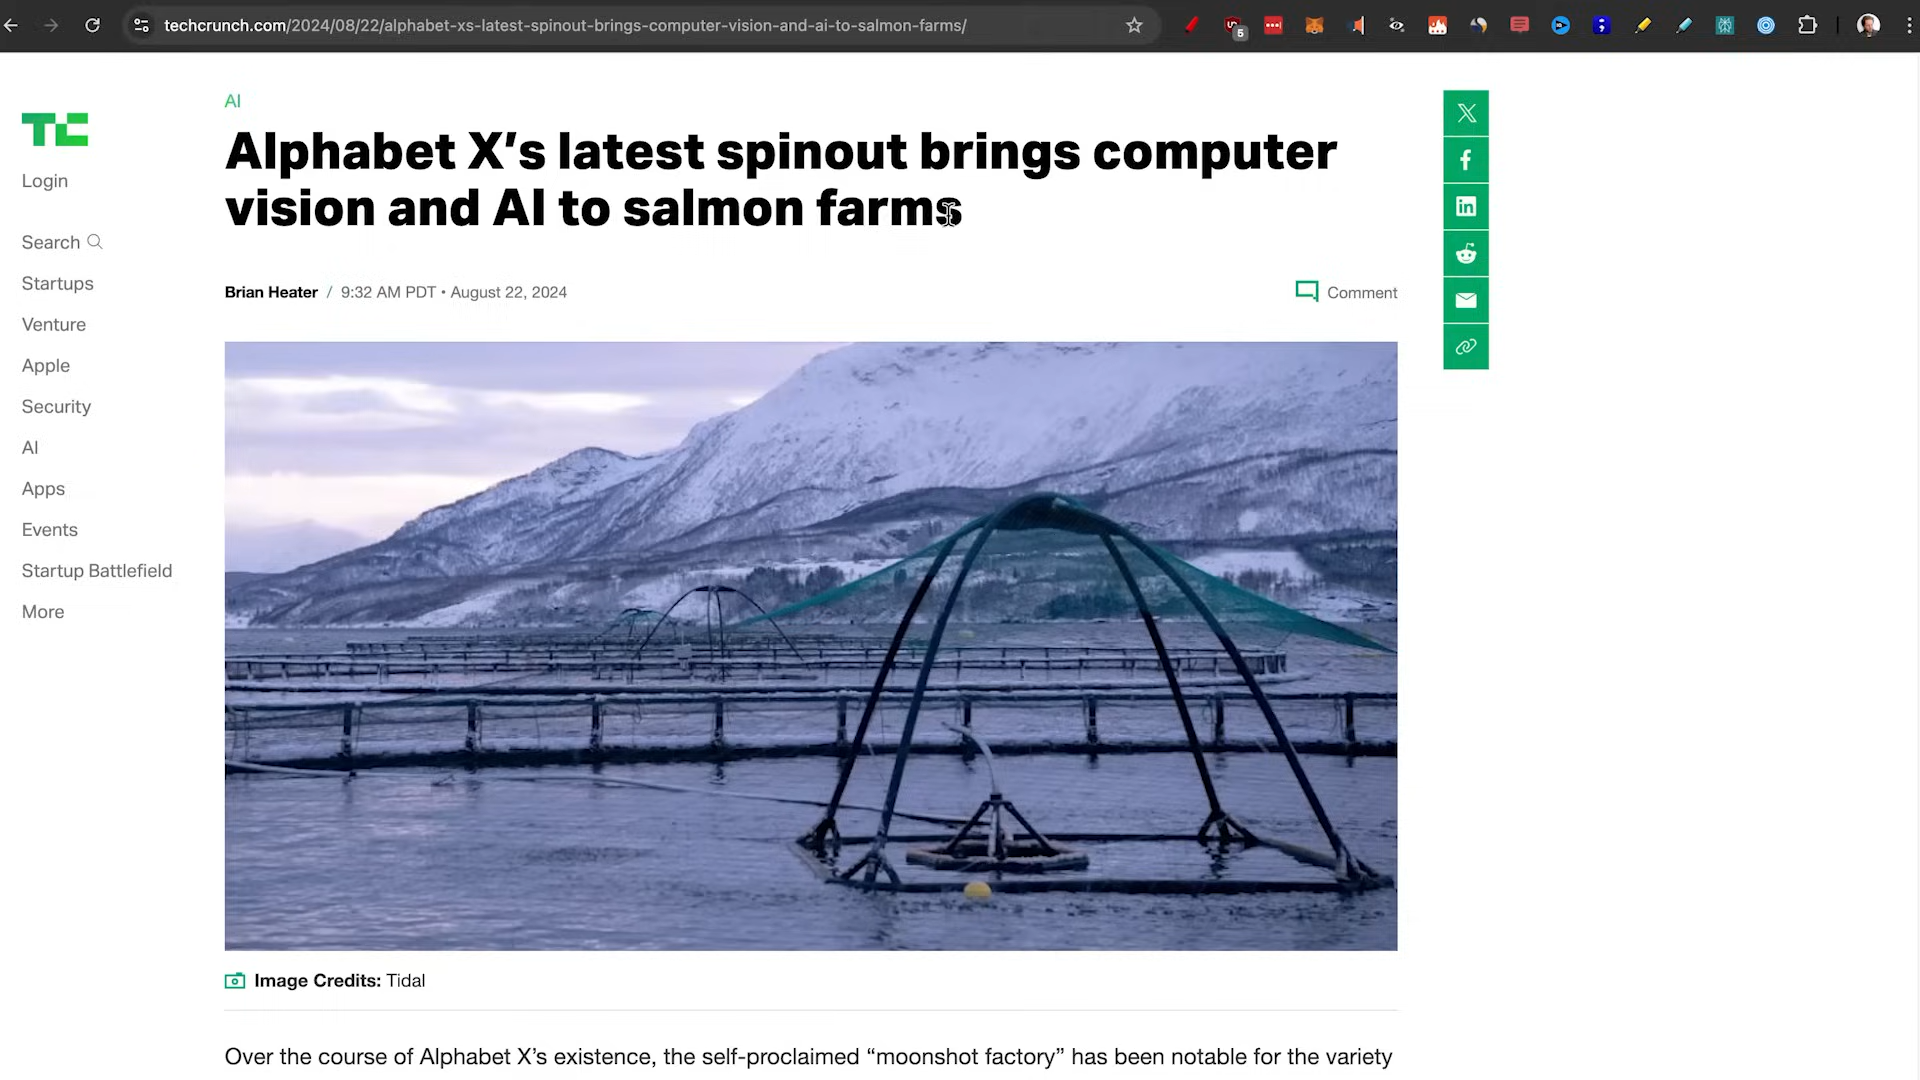 techcrunch.com/2024/08/22/alphabet-xs-latest-spinout-brings-computer-vision-and-ai-to-salmon-farms/
5
TC
Login
Search
Startups
Venture
Apple
Security
AI
Apps
Events
Startup Battlefield
More
AI
Alphabet X’s latest spinout brings computer
vision and AI to salmon farms
Brian Heater / 9:32 AM PDT • August 22, 2024
Comment
Image Credits: Tidal
Over the course of Alphabet X’s existence, the self-proclaimed “moonshot factory” has been notable for the variety